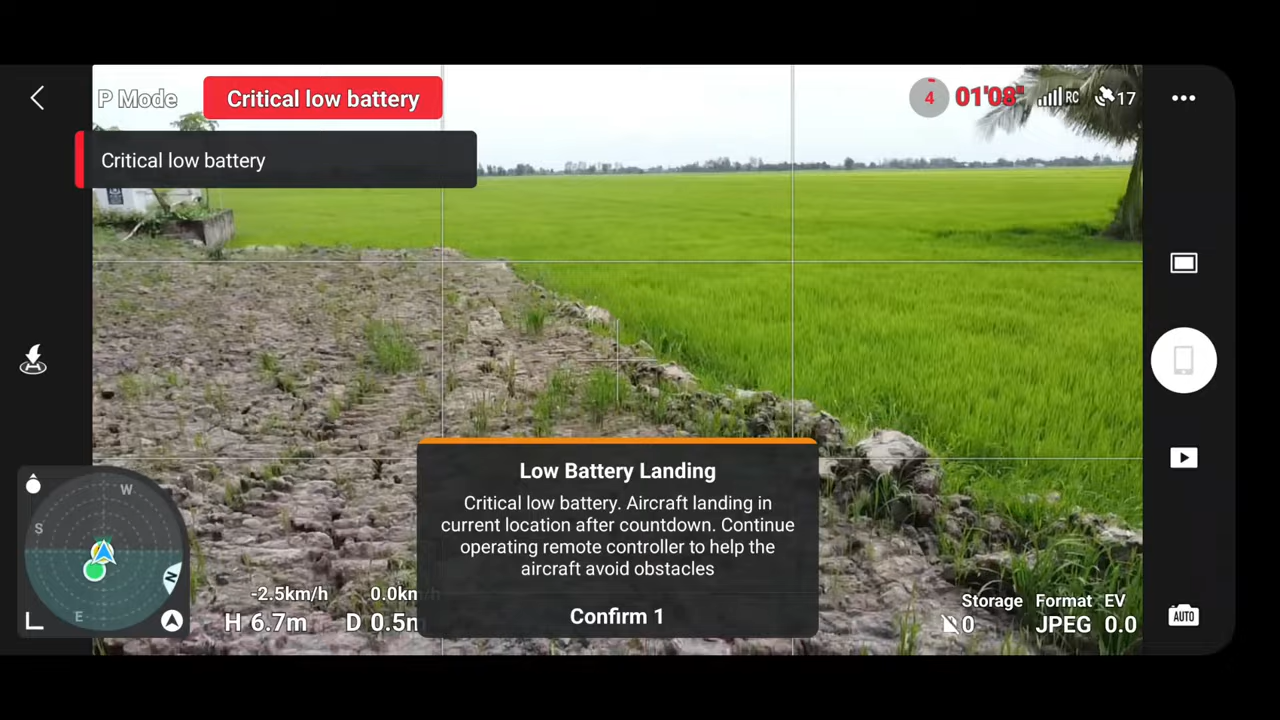 P Mode
Critical low battery
4
01'08"
RC
17
Critical low battery
Low Battery Landing
Critical low battery. Aircraft landing in
current location after countdown. Continue
operating remote controller to help the
aircraft avoid obstacles
Confirm 1
W
S
N
E
-2.5km/h
0.0km/h
H 6.7m
D 0.5m
Storage
Format
EV
0
JPEG
0.0
AUTO